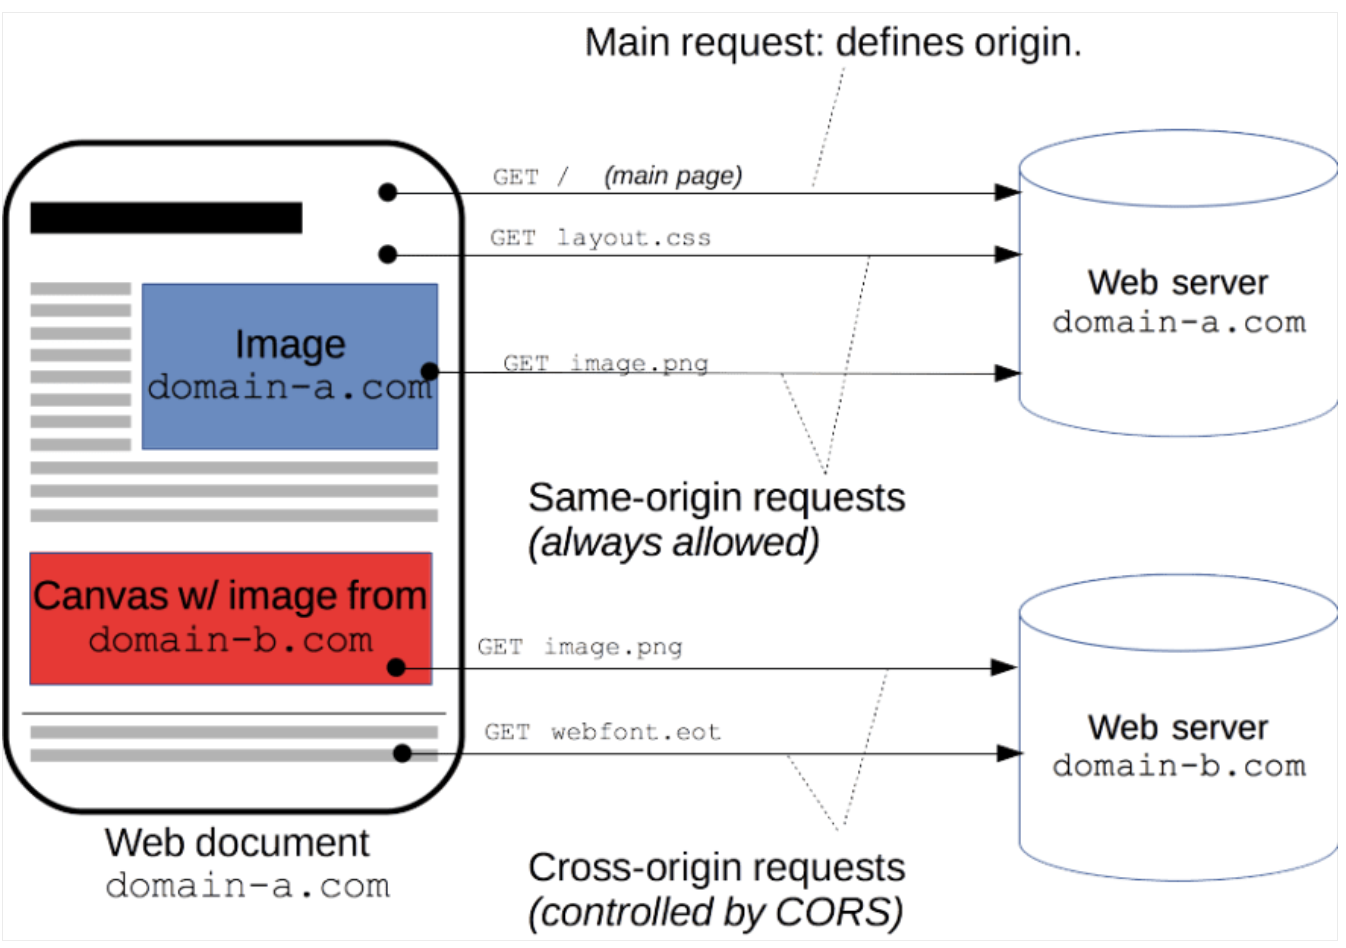 Main request: defines origin.
GET / (main page)
GET layout.css
Web server
domain-a.com
Image
domain-a.com
GET image.png
Same-origin requests
(always allowed)
Canvas w/ image from
domain-b.com
GET image.png
GET webfont.eot
Web server
domain-b.com
Web document
domain-a.com
Cross-origin requests
(controlled by CORS)